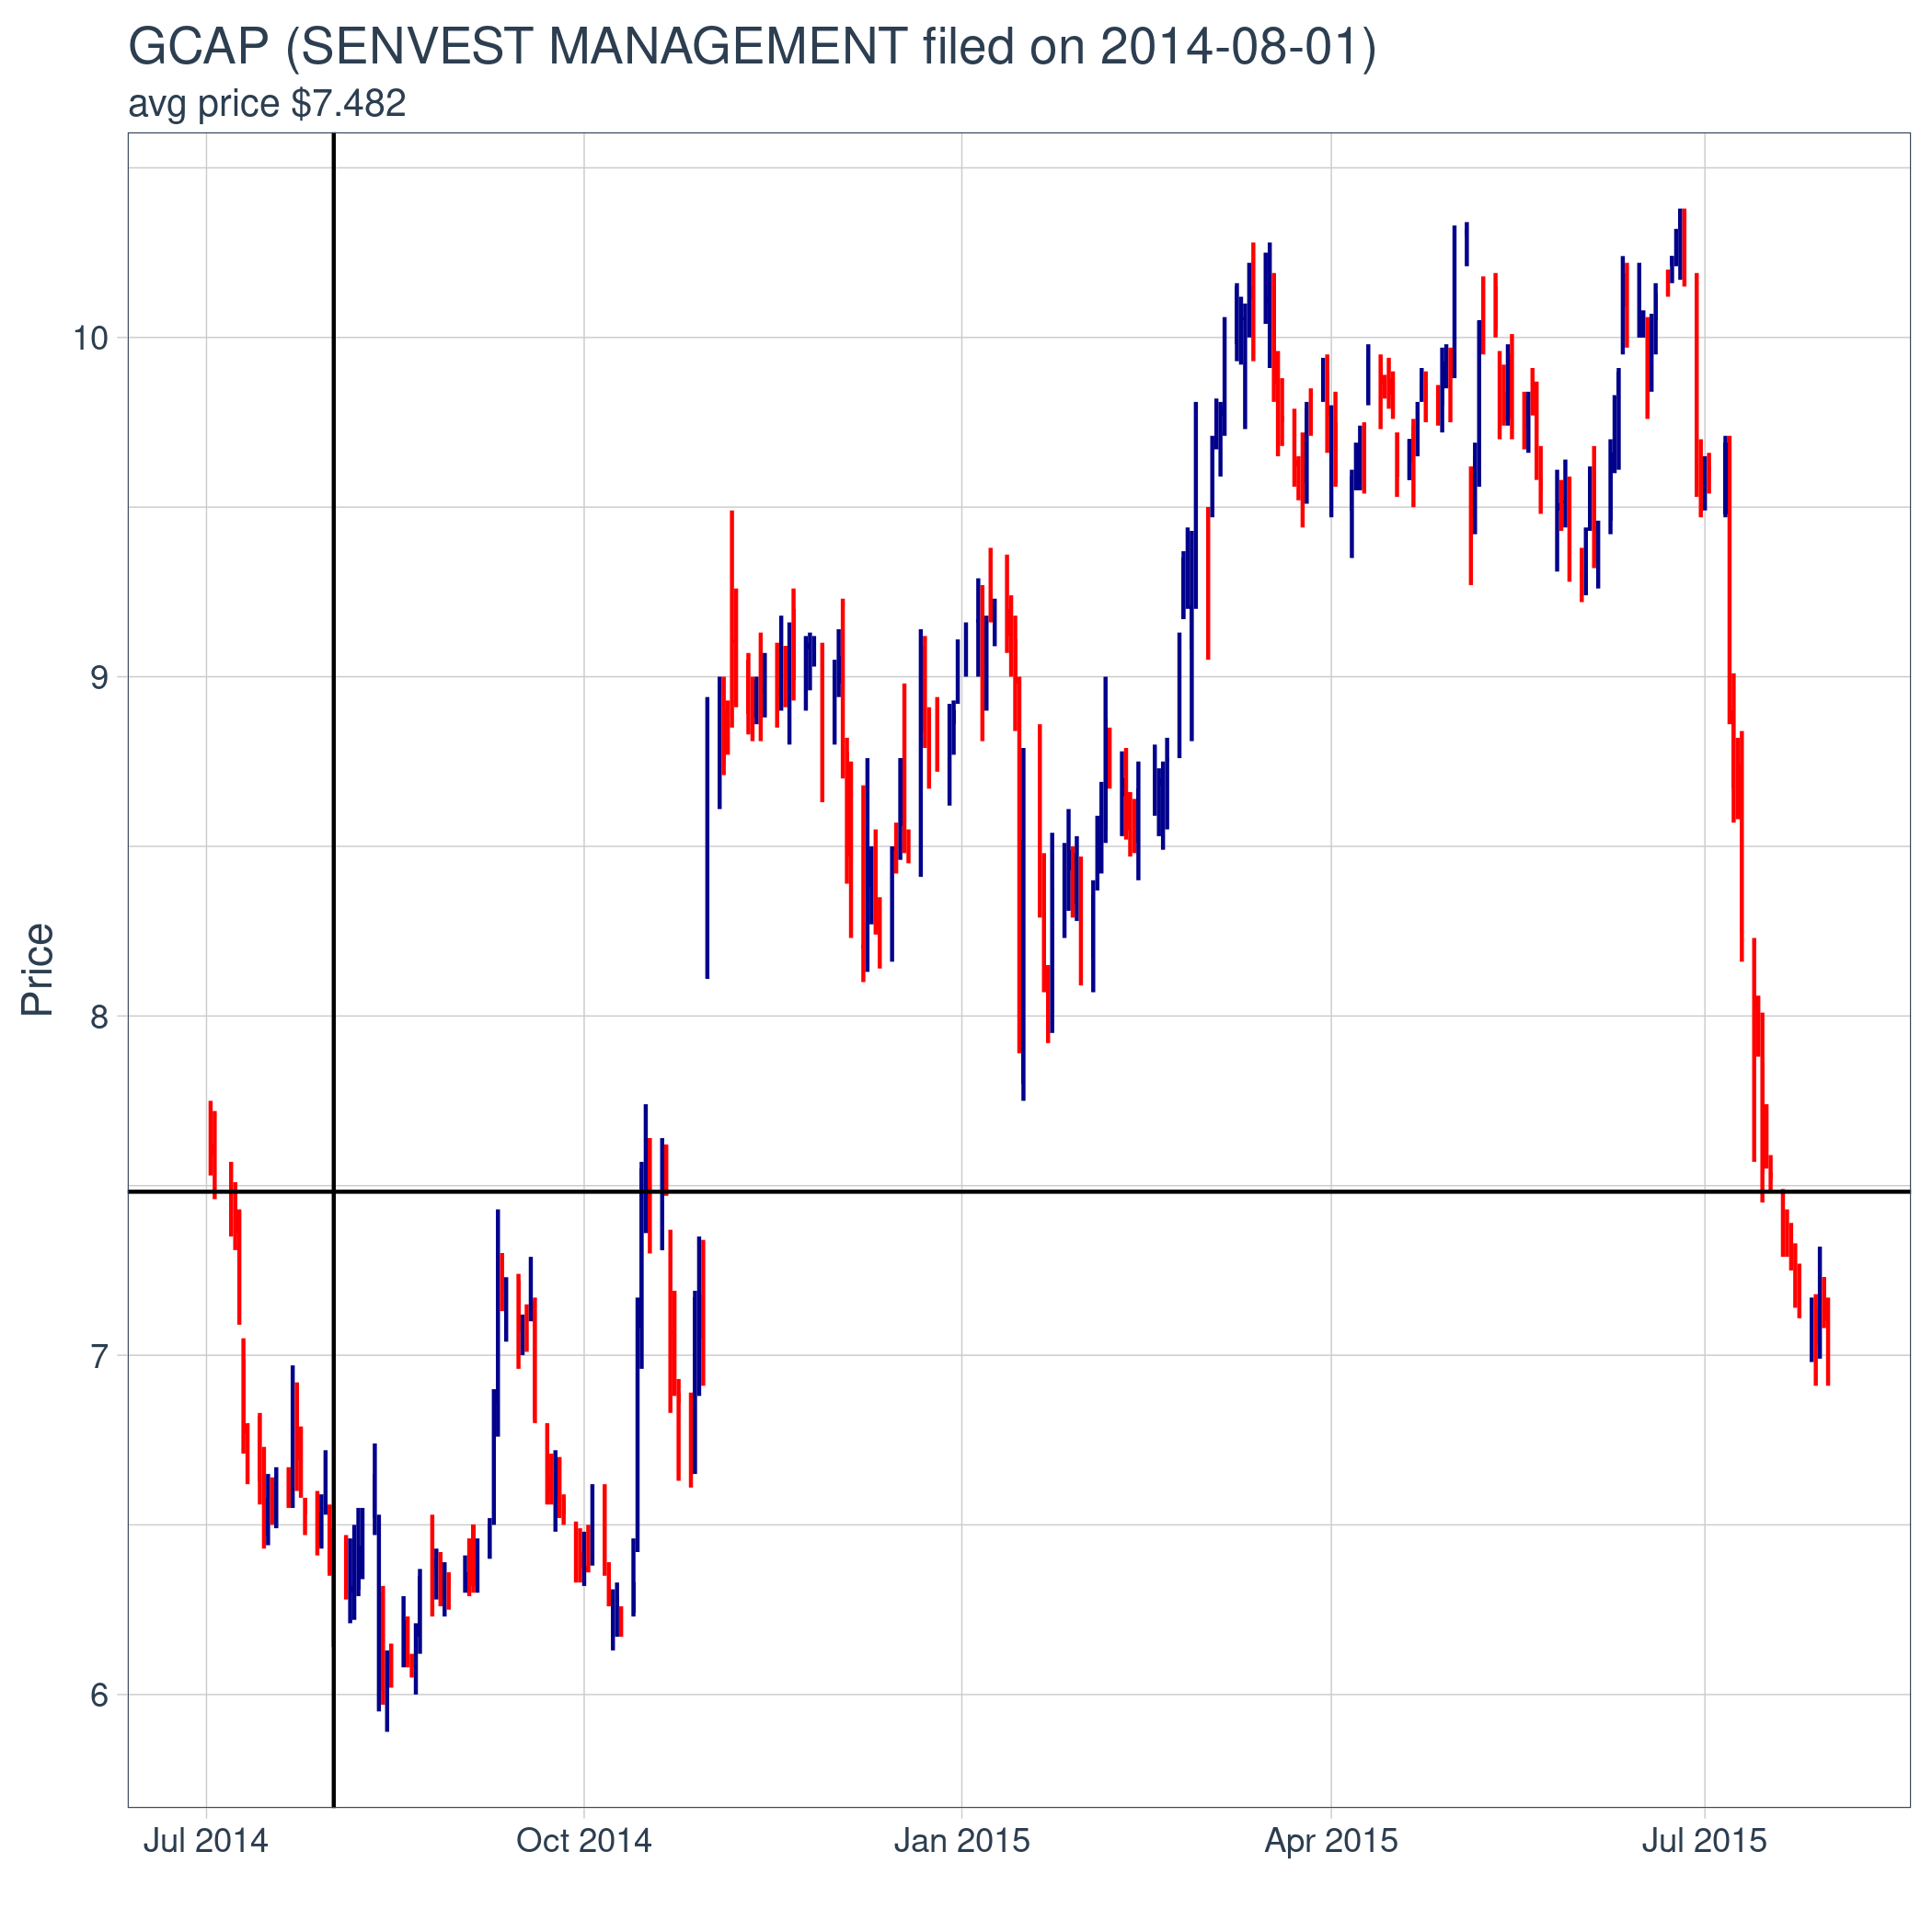 GCAP (SENVEST MANAGEMENT filed on 2014-08-01)
avg price $7.482
10
9
8
7
6
Price
Jul 2014 Oct 2014 Jan 2015 Apr 2015 Jul 2015